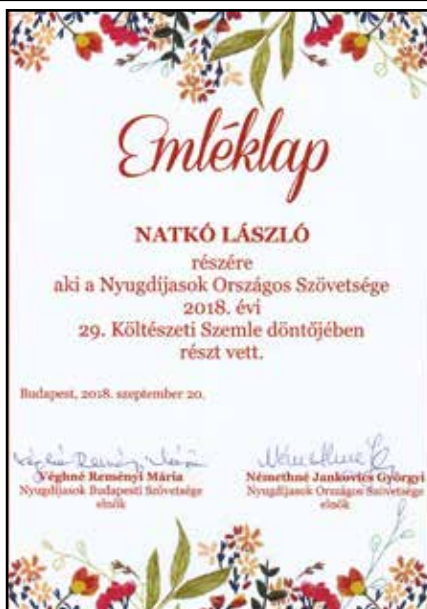 Emléklap
NATKÓ LÁSZLÓ
részére
aki a Nyugdíjasok Országos Szövetsége
2018. évi
29. Költészeti Szemle döntőjében
részt vett.
Budapest, 2018. szeptember 20.
Véghné Reményi Mária
Nyugdíjasok Budapesti Szövetsége
elnök
Némethné Jankovics Györgyi
Nyugdíjasok Országos Szövetsége
elnök